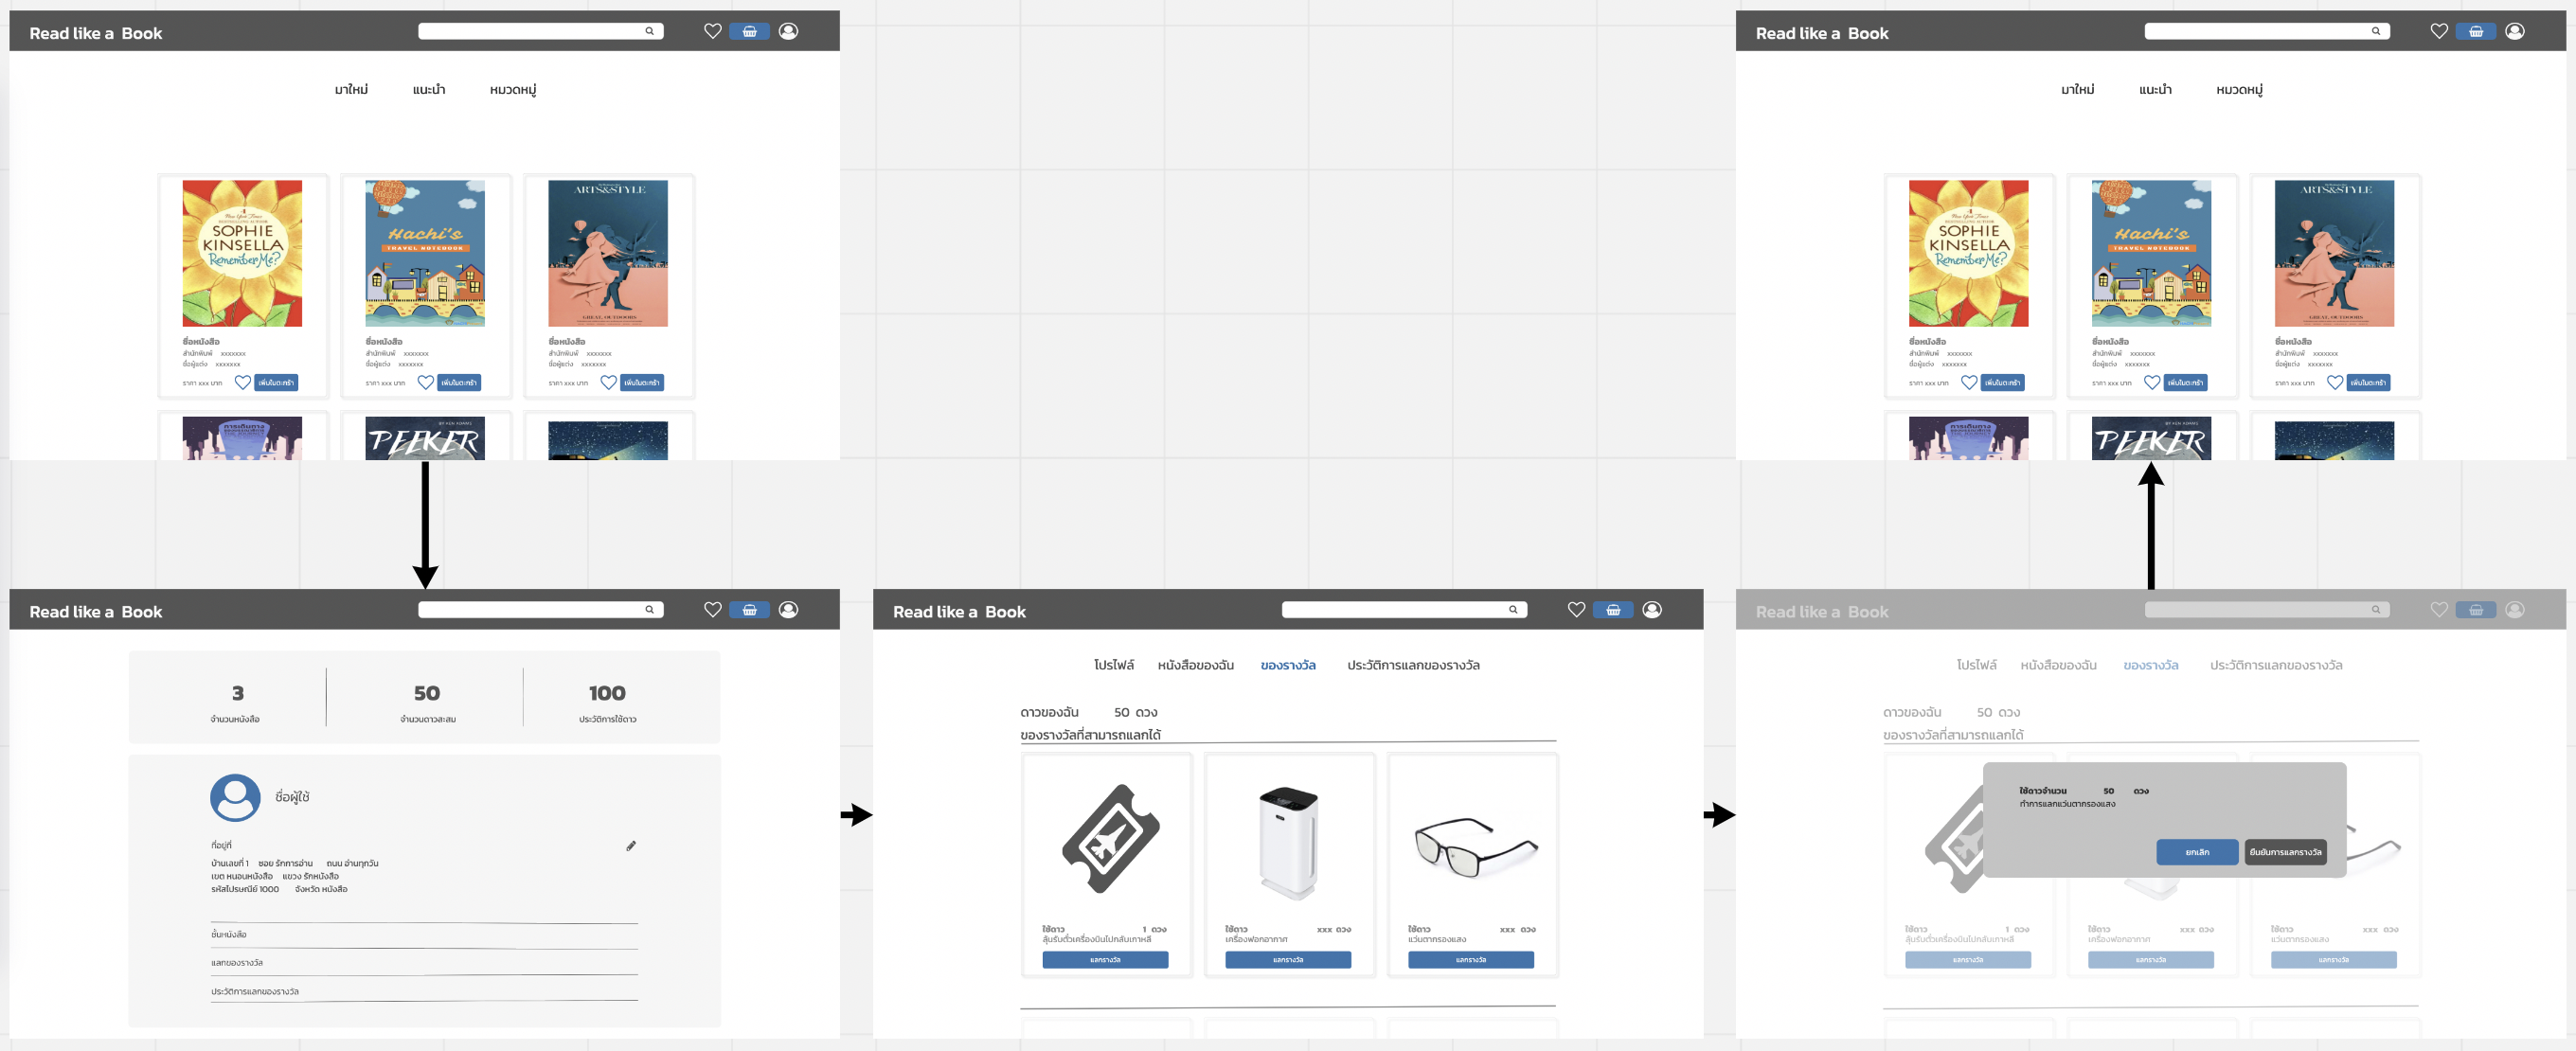 Read like a Book
มาใหม่ แนะนำ หมวดหมู่
New York Times
BESTSELLING AUTHOR
SOPHIE
KINSELLA
Remember Me?
Hachi's
TRAVEL NOTEBOOK
ARTS&STYLE
GREAT OUTDOORS
ชื่อหนังสือ ชื่อหนังสือ ชื่อหนังสือ
สำนักพิมพ์ xxxxxxx สำนักพิมพ์ xxxxxxx สำนักพิมพ์ xxxxxxx
ชื่อผู้แต่ง xxxxxxx ชื่อผู้แต่ง xxxxxxx ชื่อผู้แต่ง xxxxxxx
ราคา xxx บาท เพิ่มในตะกร้า ราคา xxx บาท เพิ่มในตะกร้า ราคา xxx บาท เพิ่มในตะกร้า
การเดินทาง
BY KEN ADAMS
PEEKER
Read like a Book
มาใหม่ แนะนำ หมวดหมู่
New York Times
BESTSELLING AUTHOR
SOPHIE
KINSELLA
Remember Me?
Hachi's
TRAVEL NOTEBOOK
ARTS&STYLE
GREAT OUTDOORS
ชื่อหนังสือ ชื่อหนังสือ ชื่อหนังสือ
สำนักพิมพ์ xxxxxxx สำนักพิมพ์ xxxxxxx สำนักพิมพ์ xxxxxxx
ชื่อผู้แต่ง xxxxxxx ชื่อผู้แต่ง xxxxxxx ชื่อผู้แต่ง xxxxxxx
ราคา xxx บาท เพิ่มในตะกร้า ราคา xxx บาท เพิ่มในตะกร้า ราคา xxx บาท เพิ่มในตะกร้า
การเดินทาง
BY KEN ADAMS
PEEKER
Read like a Book
3 50 100
จำนวนหนังสือ จำนวนดาวสะสม ประวัติการใช้ดาว
ชื่อผู้ใช้
ที่อยู่ที่
บ้านเลขที่ 1 ซอย รักการอ่าน ถนน อ่านทุกวัน
เขต หนอนหนังสือ แขวง รักหนังสือ
รหัสไปรษณีย์ 1000 จังหวัด หนังสือ
ชั้นหนังสือ
แลกของรางวัล
ประวัติการแลกของรางวัล
Read like a Book
โปรไฟล์ หนังสือของฉัน ของรางวัล ประวัติการแลกของรางวัล
ดาวของฉัน 50 ดวง
ของรางวัลที่สามารถแลกได้
ใช้ดาว 1 ดวง ใช้ดาว xxx ดวง ใช้ดาว xxx ดวง
ลุ้นรับตั๋วเครื่องบินไปกลับเกาหลี เครื่องฟอกอากาศ แว่นตากรองแสง
แลกรางวัล แลกรางวัล แลกรางวัล
Read like a Book
โปรไฟล์ หนังสือของฉัน ของรางวัล ประวัติการแลกของรางวัล
ดาวของฉัน 50 ดวง
ของรางวัลที่สามารถแลกได้
ใช้ดาวจำนวน 50 ดวง
ทำการแลกแว่นตากรองแสง
ยกเลิก ยืนยันการแลกรางวัล
ใช้ดาว 1 ดวง ใช้ดาว xxx ดวง ใช้ดาว xxx ดวง
ลุ้นรับตั๋วเครื่องบินไปกลับเกาหลี เครื่องฟอกอากาศ แว่นตากรองแสง
แลกรางวัล แลกรางวัล แลกรางวัล